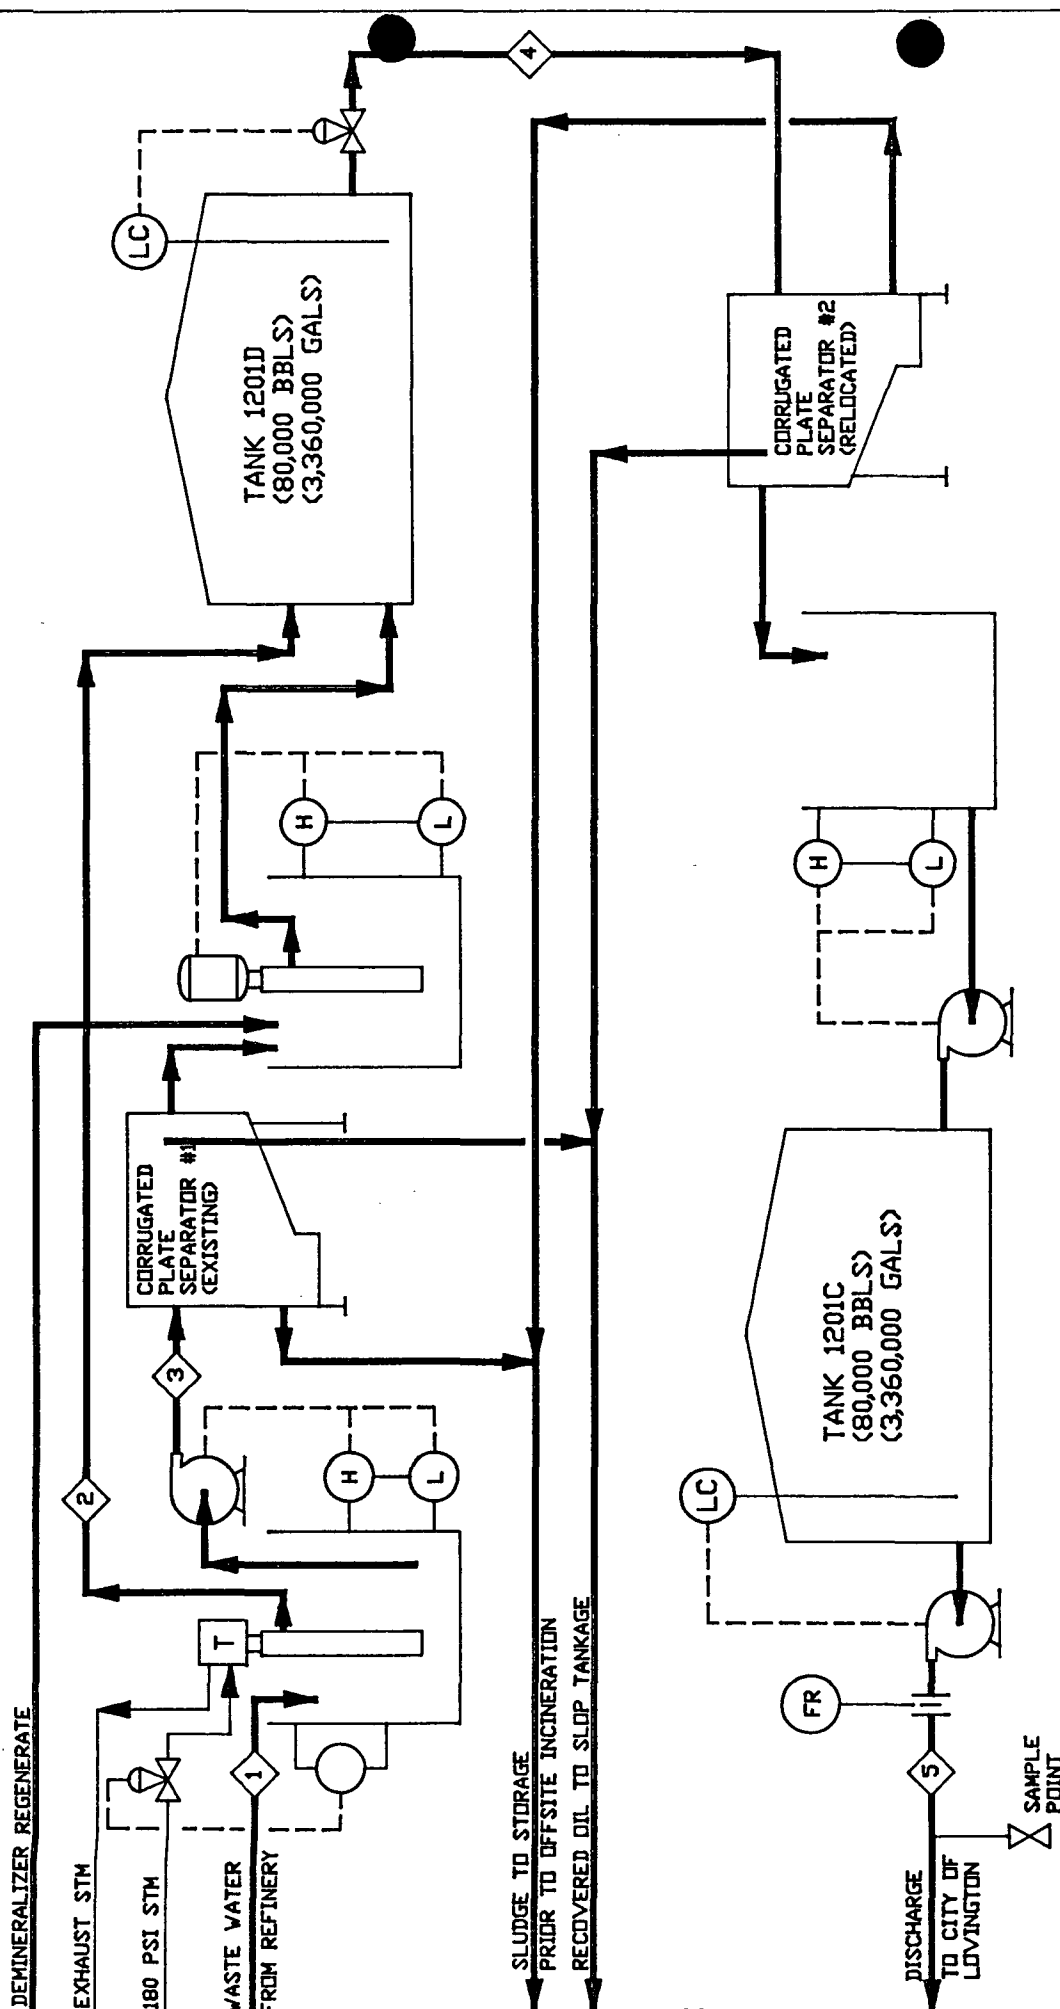 DEMINERALIZER REGENERATE
EXHAUST STM
180 PSI STM
WASTE WATER
FROM REFINERY
1
T
2
H
L
3
CORRUGATED
PLATE
SEPARATOR #1
(EXISTING)
H
L
TANK 1201D
(80,000 BBLS)
(3,360,000 GALS)
LC
4
SLUDGE TO STORAGE
PRIOR TO OFFSITE INCINERATION
RECOVERED OIL TO SLOP TANKAGE
CORRUGATED
PLATE
SEPARATOR #2
(RELOCATED)
H
L
TANK 1201C
(80,000 BBLS)
(3,360,000 GALS)
LC
FR
5
DISCHARGE
TO CITY OF
LOVINGTON
SAMPLE
POINT